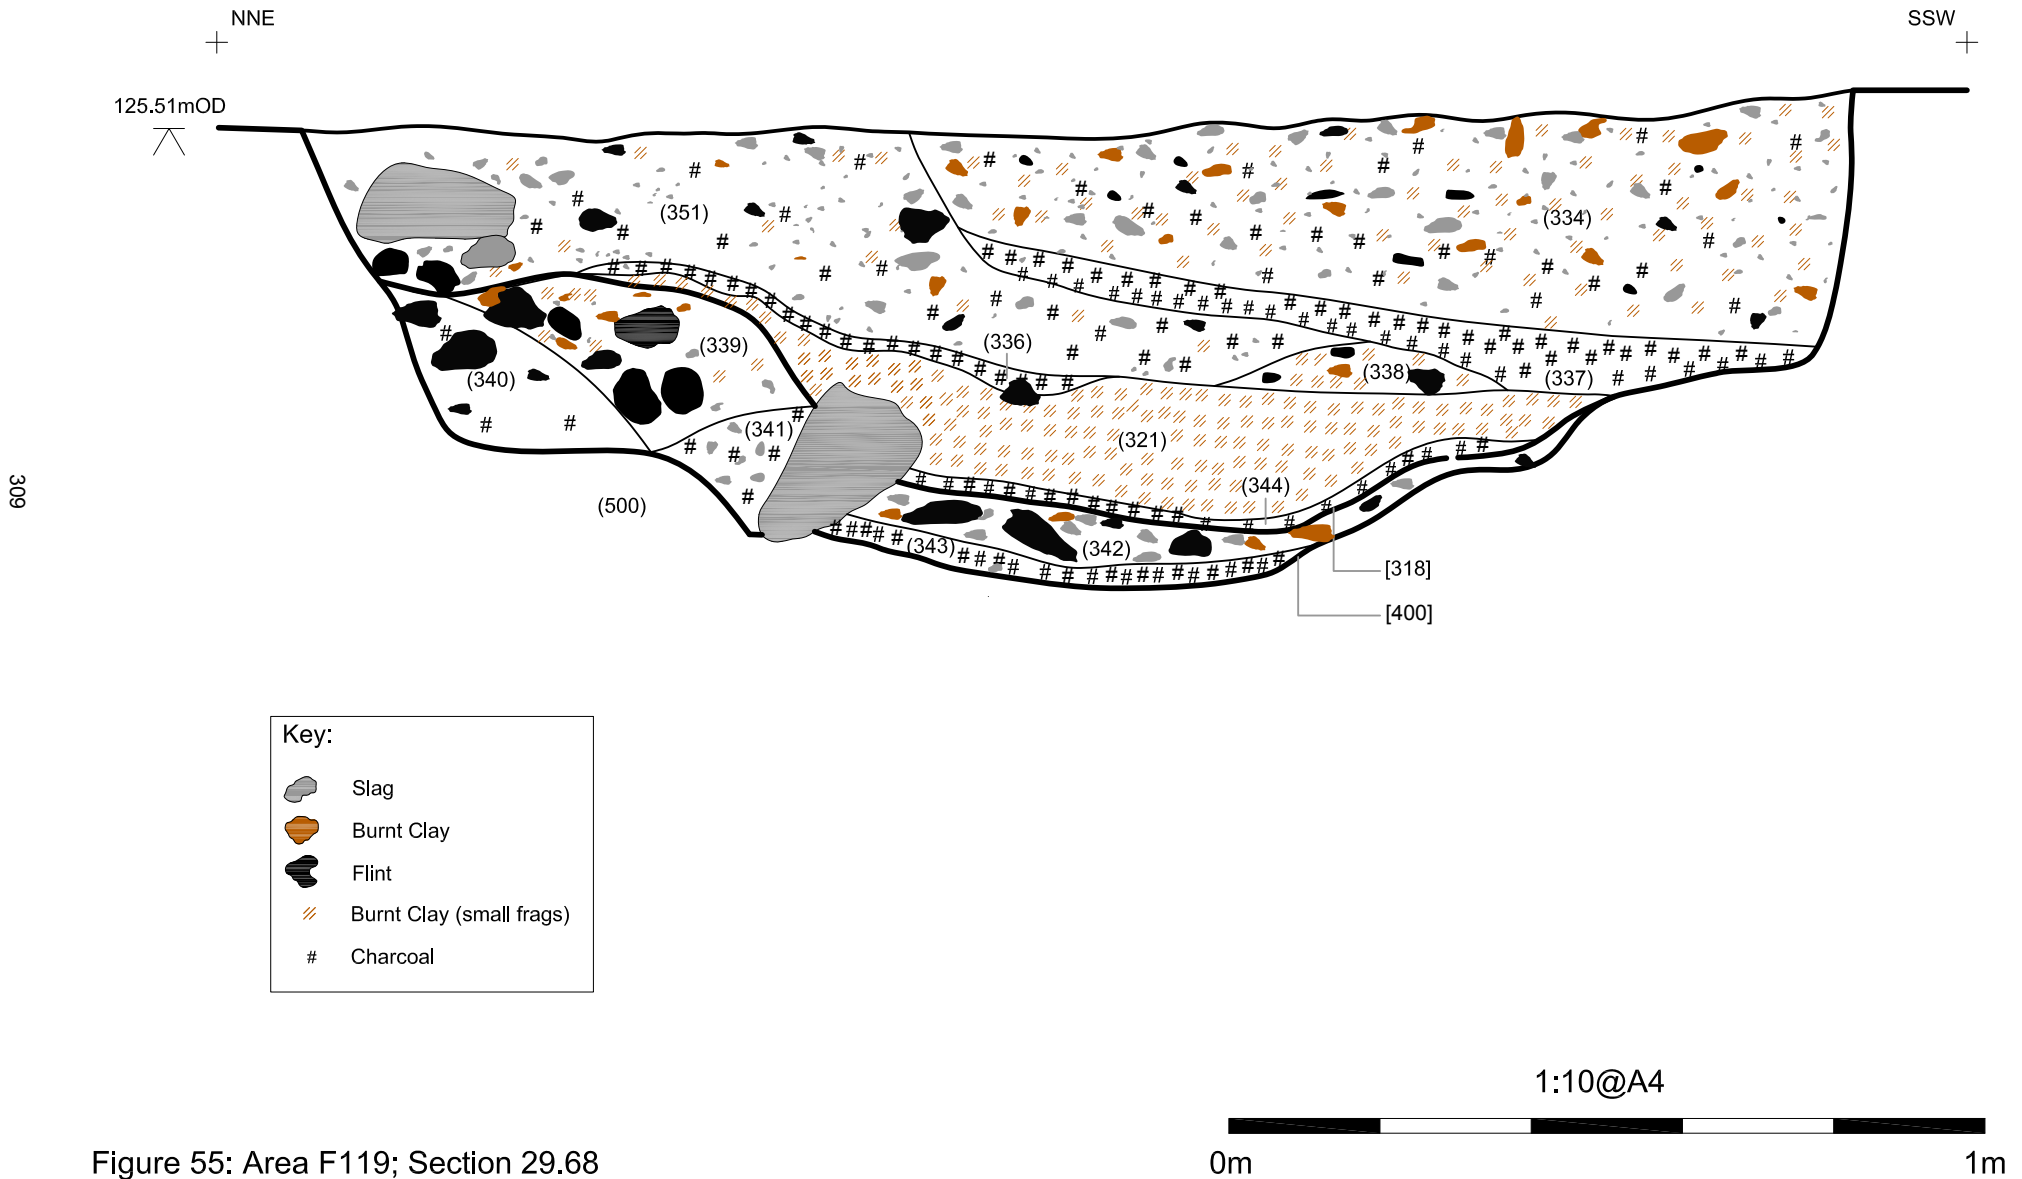 NNE
SSW
125.51mOD
(351)
(334)
(336)
(339)
(338)
(337)
(340)
(341)
(321)
(344)
(500)
(343)
(342)
[318]
[400]
309
Key:
Slag
Burnt Clay
Flint
Burnt Clay (small frags)
# Charcoal
1:10@A4
0m 1m
Figure 55: Area F119; Section 29.68